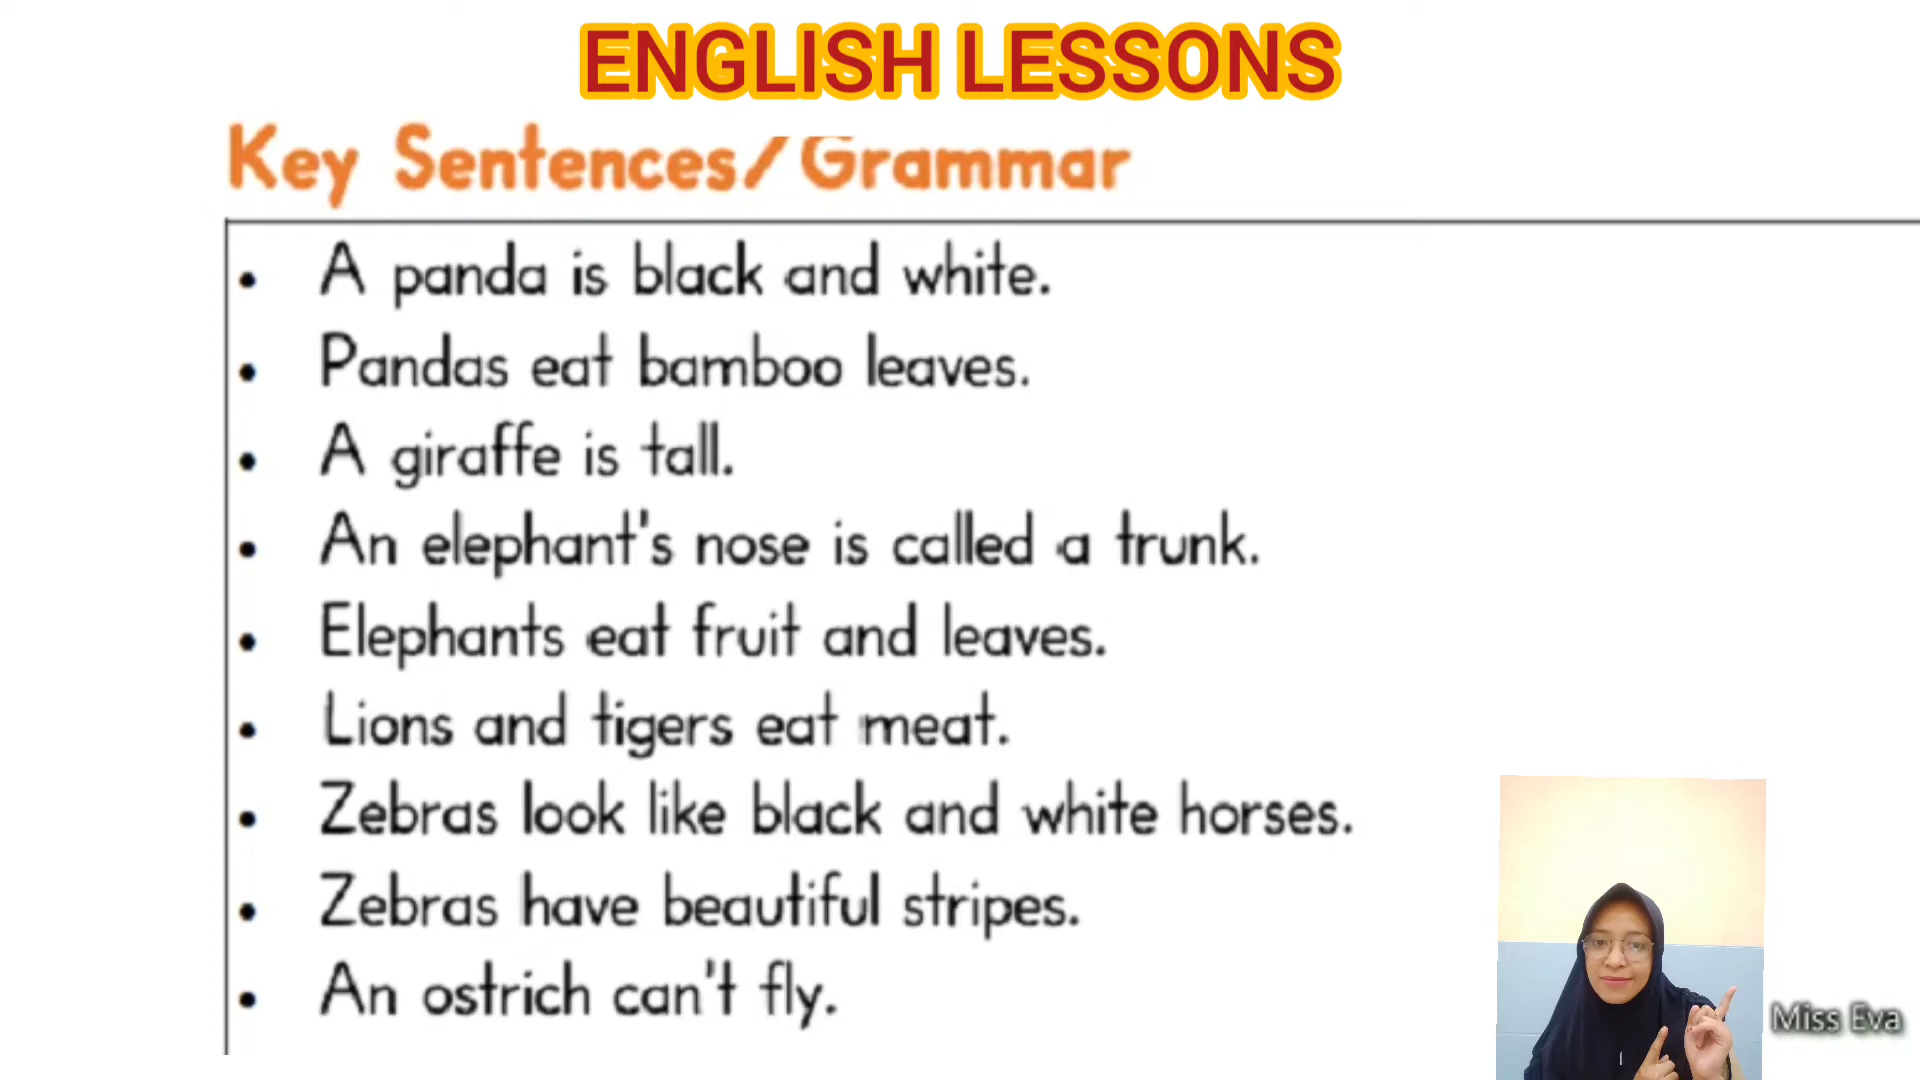 ENGLISH LESSONS
Key Sentences/Grammar
• A panda is black and white.
• Pandas eat bamboo leaves.
• A giraffe is tall.
• An elephant's nose is called a trunk.
• Elephants eat fruit and leaves.
• Lions and tigers eat meat.
• Zebras look like black and white horses.
• Zebras have beautiful stripes.
• An ostrich can't fly.
Miss Eva